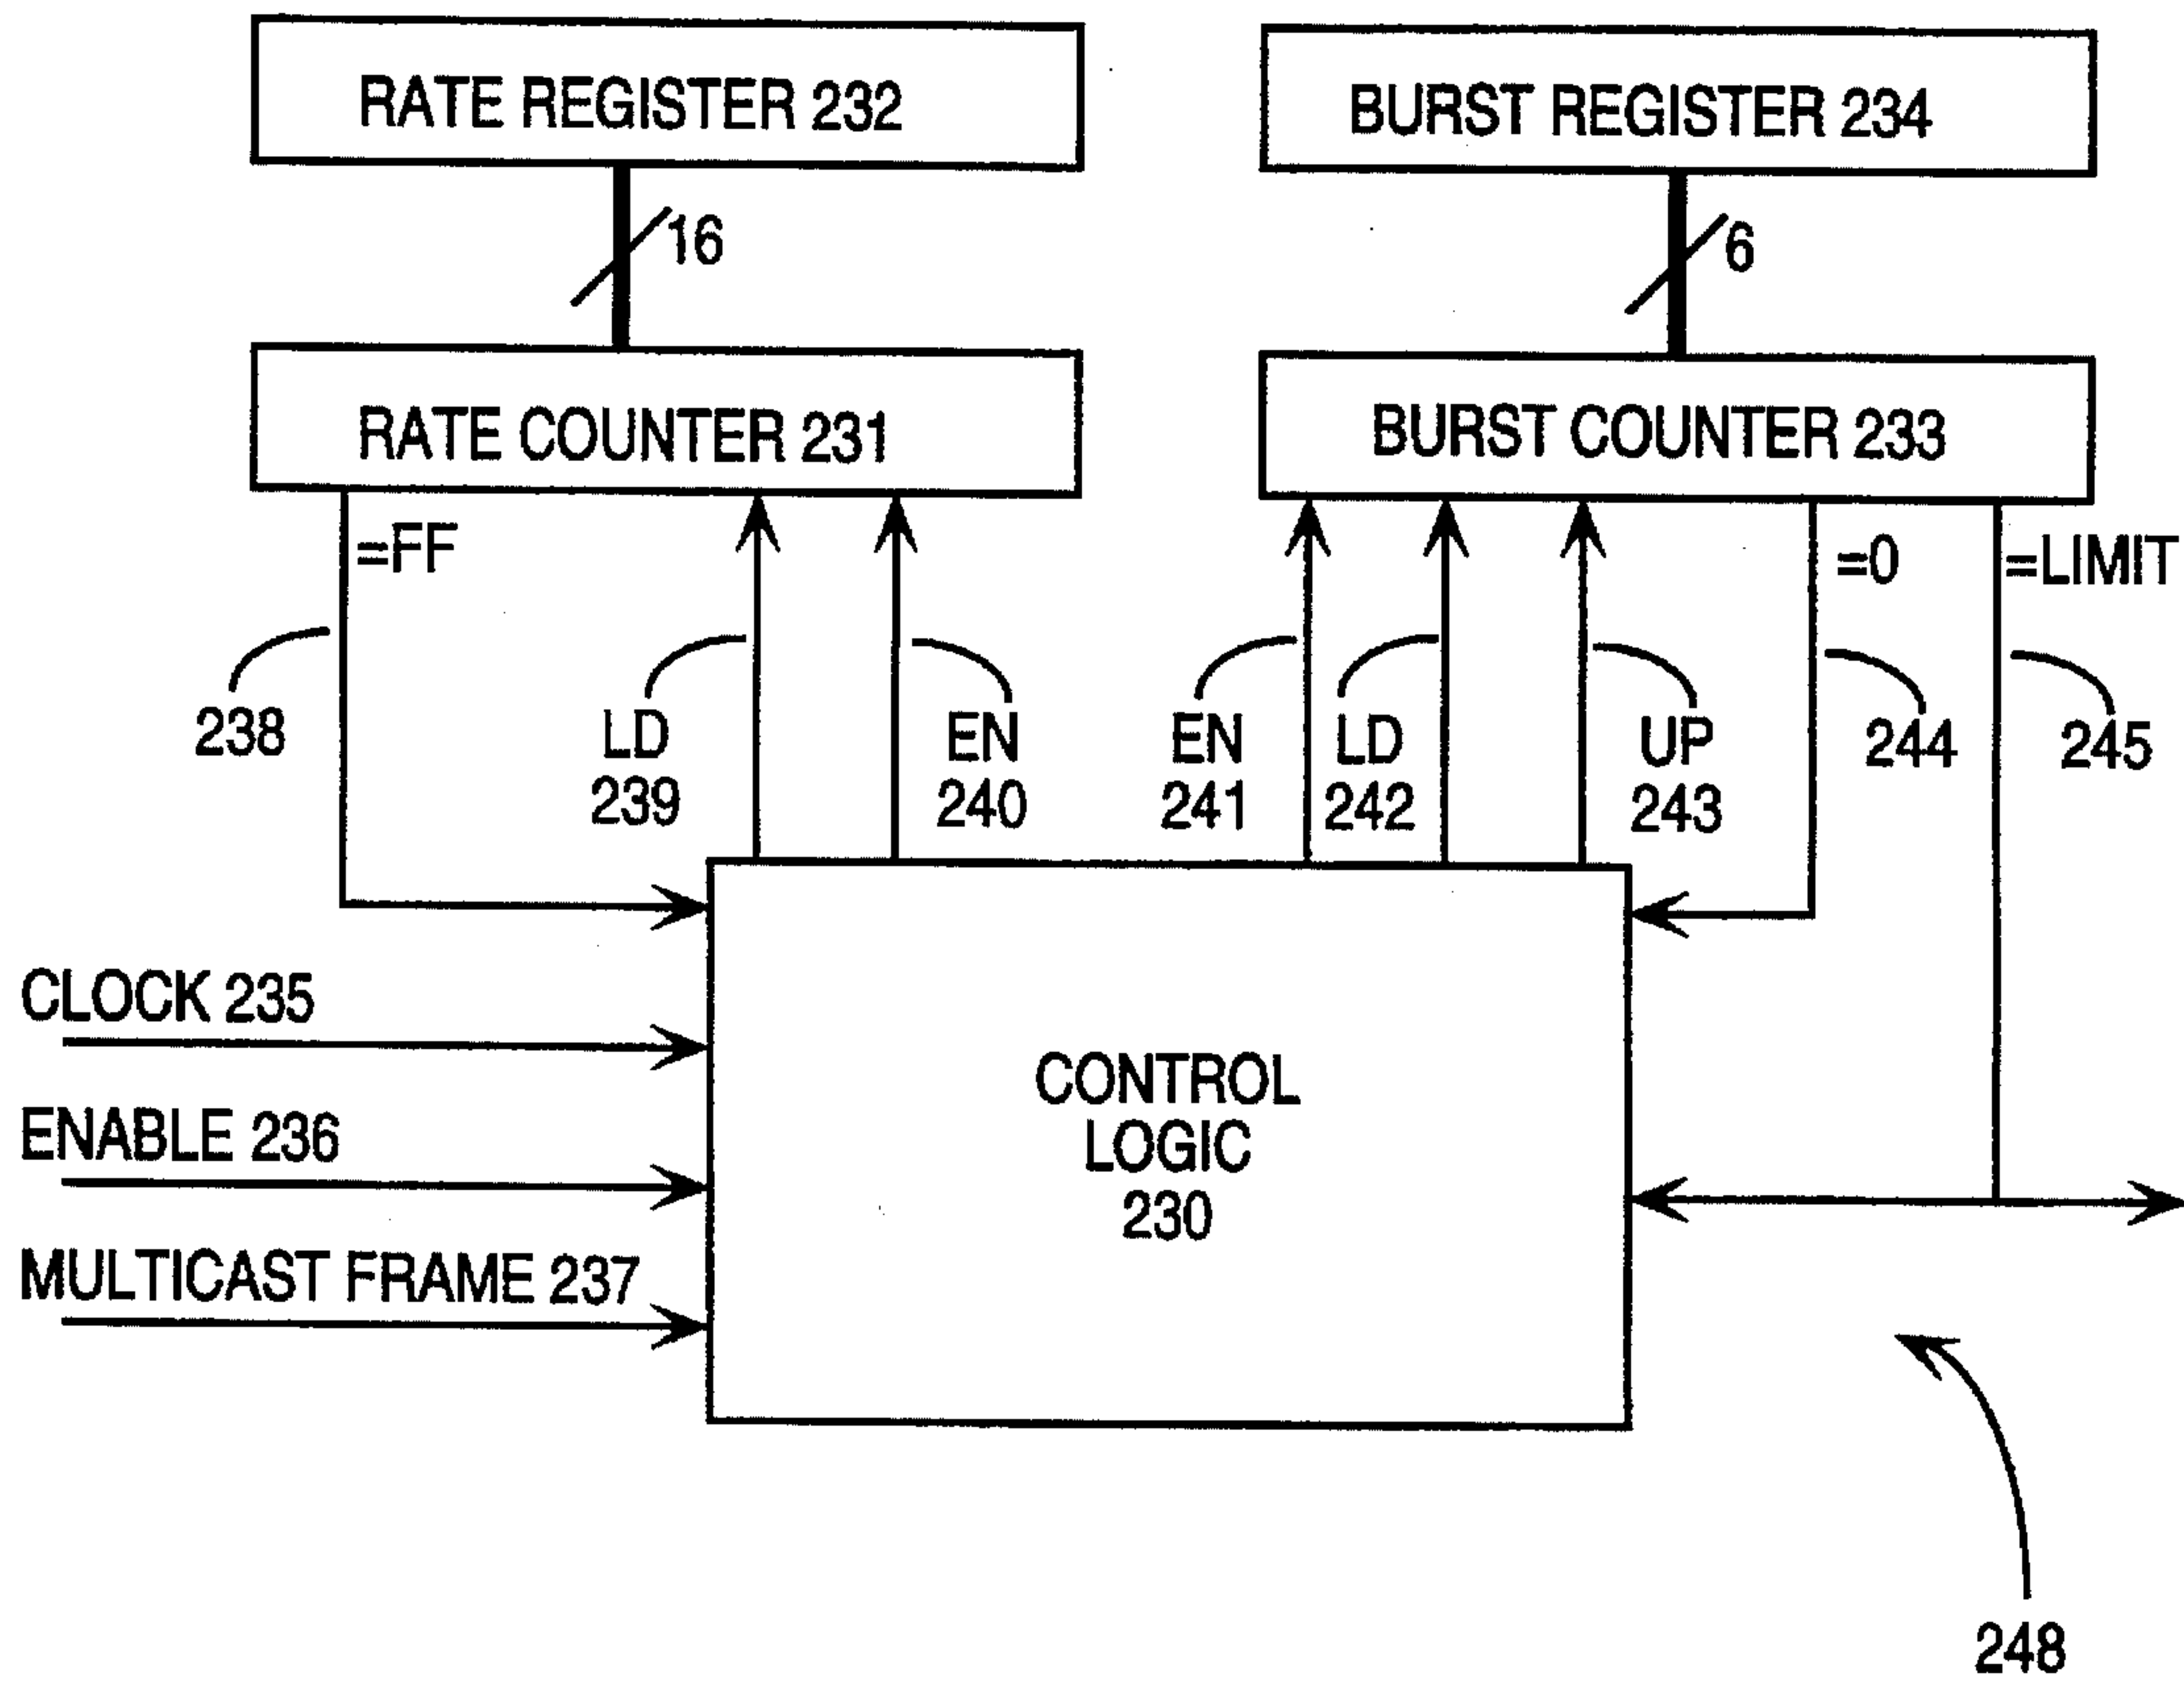 RATE REGISTER 232
BURST REGISTER 234
16
6
RATE COUNTER 231
BURST COUNTER 233
=FF
=0
=LIMIT
238
LD
239
EN
240
EN
241
LD
242
UP
243
244
245
CLOCK 235
ENABLE 236
MULTICAST FRAME 237
CONTROL
LOGIC
230
248